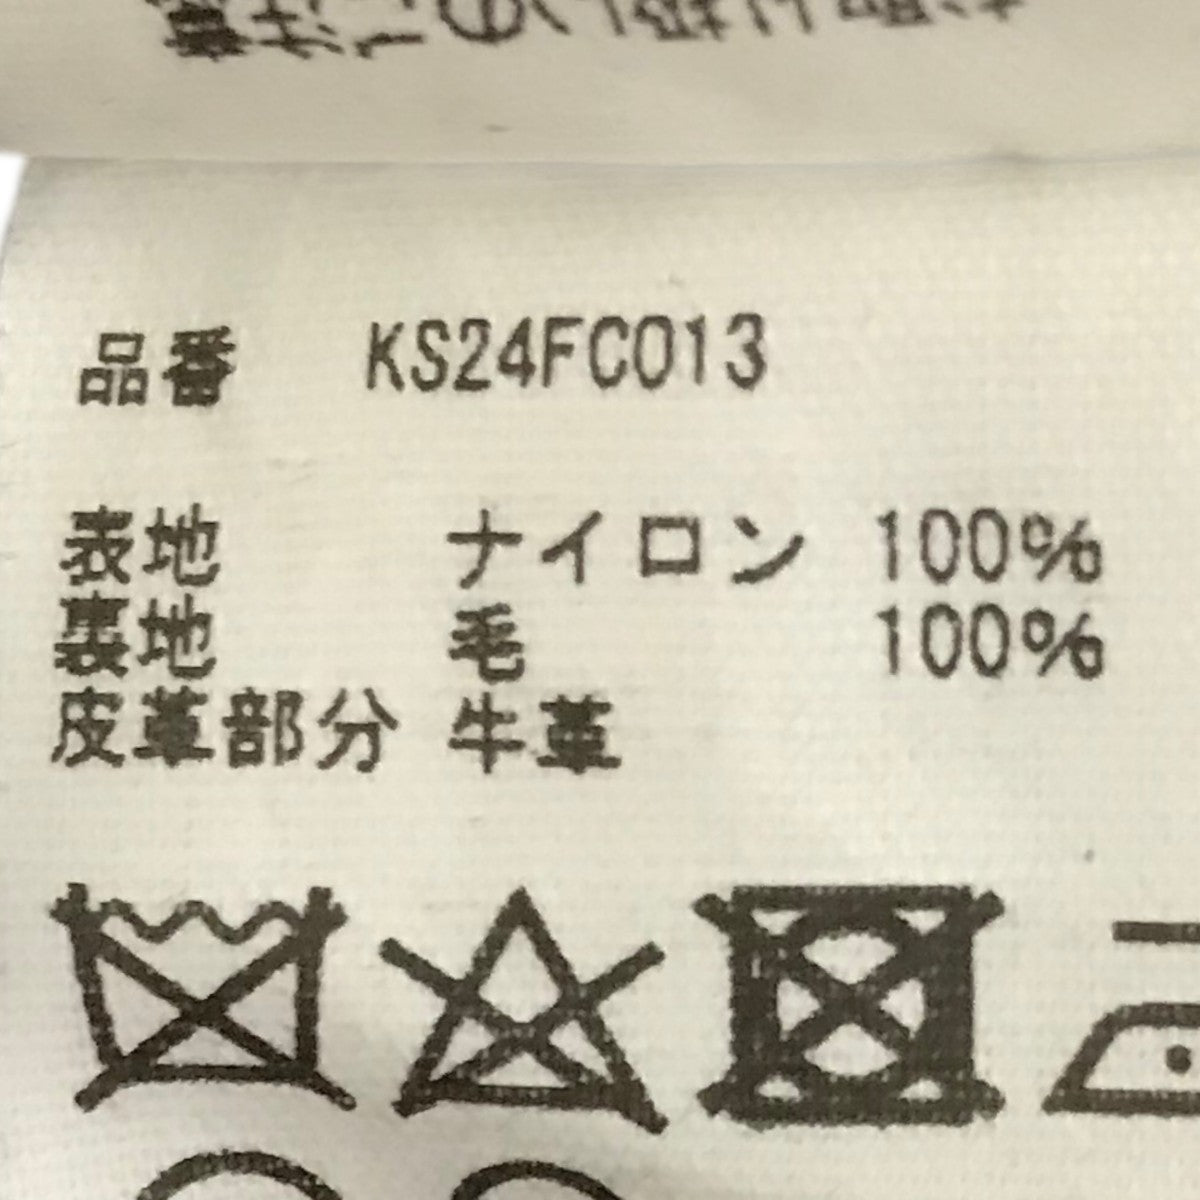 品番 KS24FC013
表地 ナイロン 100%
裏地 毛 100%
皮革部分 牛革